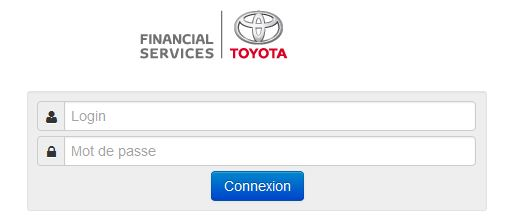 FINANCIAL
SERVICES
TOYOTA
Login
Mot de passe
Connexion